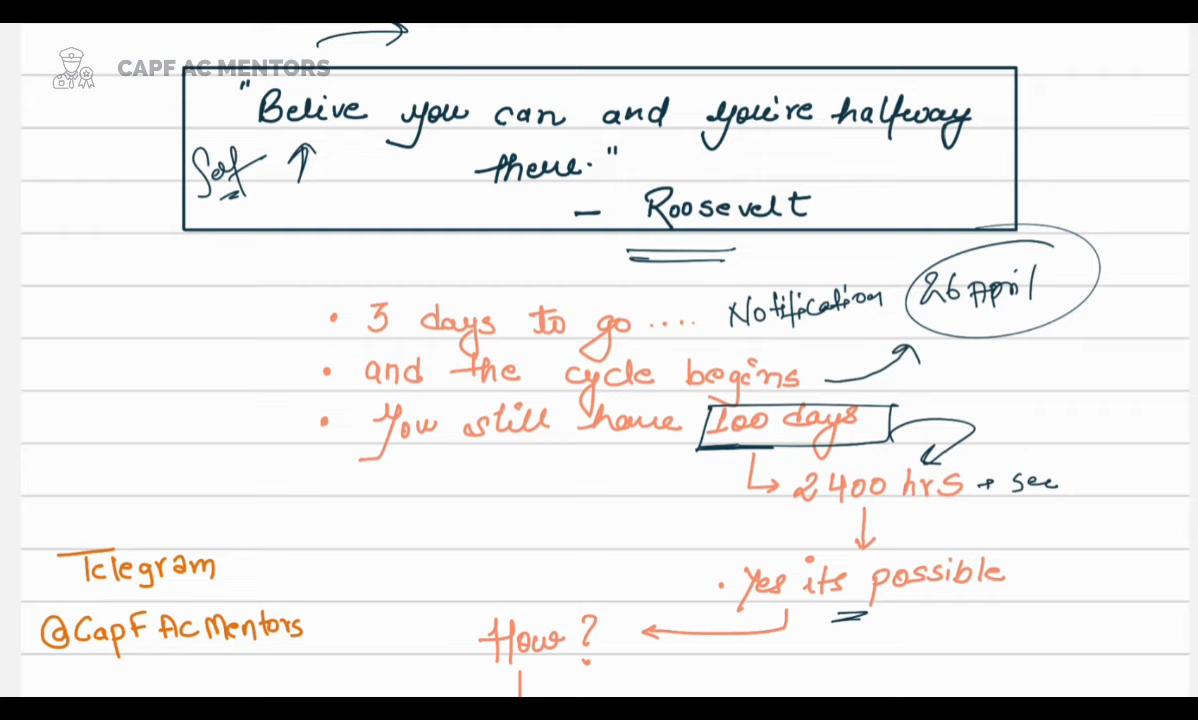 CAPF AC MENTORS
"Belive you can and you're halfway
Self ↑ there."
- Roosevelt
• 3 days to go .... Notification 26 April
• and the cycle begins
• You still have 100 days
↳ 2400 hrs → sec
• Yes its possible
Telegram
How?
@CapF Ac Mentors